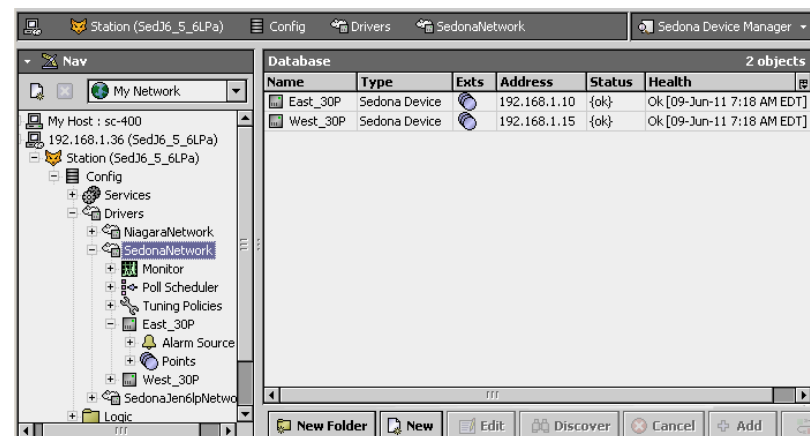 Station (SedJ6_5_6LPa) Config Drivers SedonaNetwork Sedona Device Manager
Nav
My Network
My Host : sc-400
192.168.1.36 (SedJ6_5_6LPa)
Station (SedJ6_5_6LPa)
Config
Services
Drivers
NiagaraNetwork
SedonaNetwork
Monitor
Poll Scheduler
Tuning Policies
East_30P
Alarm Source
Points
West_30P
SedonaJen6lpNetwo
Logic
Database 2 objects
Name Type Exts Address Status Health
East_30P Sedona Device 192.168.1.10 {ok} Ok [09-Jun-11 7:18 AM EDT]
West_30P Sedona Device 192.168.1.15 {ok} Ok [09-Jun-11 7:18 AM EDT]
New Folder New Edit Discover Cancel Add